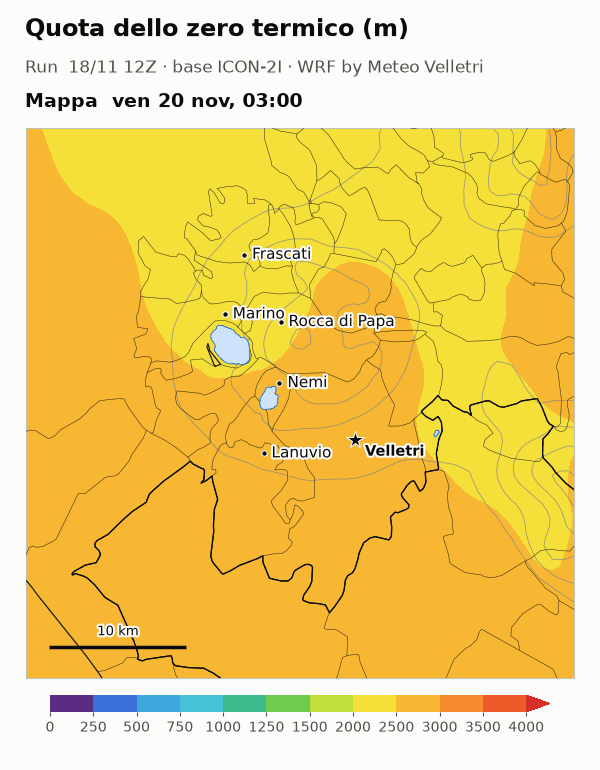 Quota dello zero termico (m)
Run  18/11 12Z · base ICON-2I · WRF by Meteo Velletri
Mappa  ven 20 nov, 03:00
Frascati
Marino
Rocca di Papa
Nemi
Velletri
Lanuvio
10 km
0 250 500 750 1000 1250 1500 2000 2500 3000 3500 4000